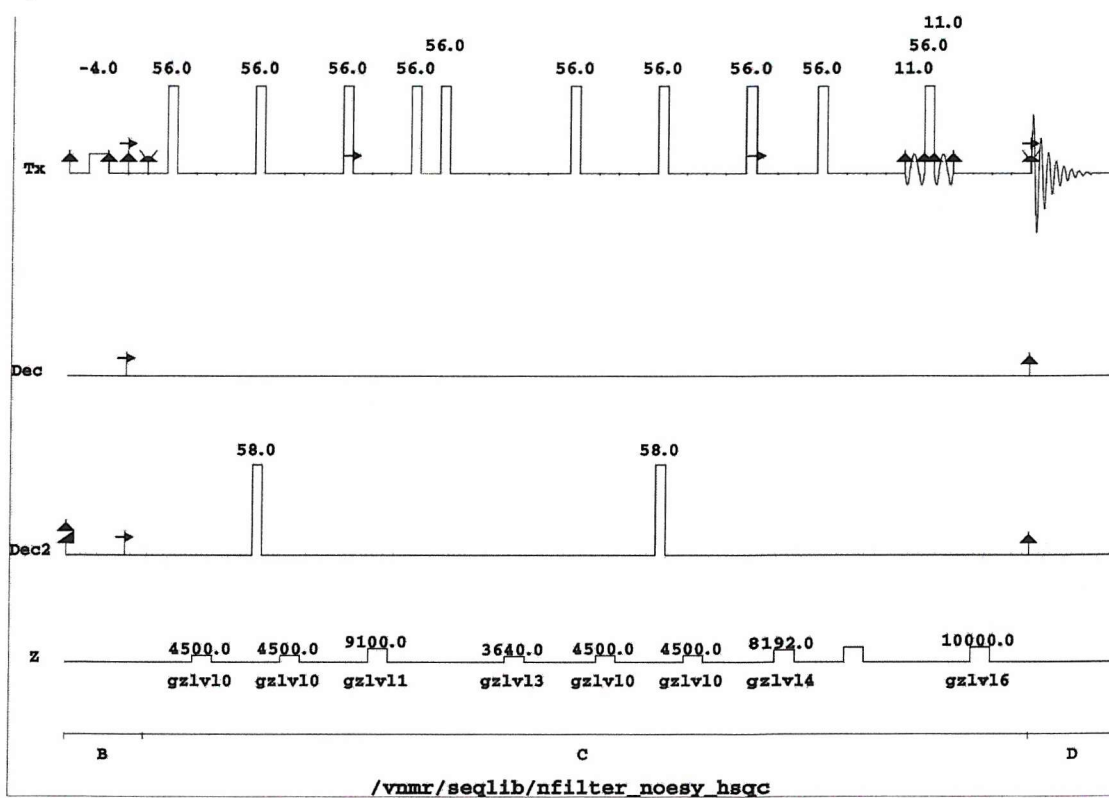 11.0
56.0 56.0
-4.0 56.0 56.0 56.0 56.0 56.0 56.0 56.0 56.0 11.0
Tx
Dec
58.0 58.0
Dec2
4500.0 4500.0 9100.0 3640.0 4500.0 4500.0 8192.0 10000.0
Z
gzlvl0 gzlvl0 gzlvl1 gzlvl3 gzlvl0 gzlvl0 gzlvl4 gzlvl6
B C D
/vnmr/seqlib/nfilter_noesy_hsqc